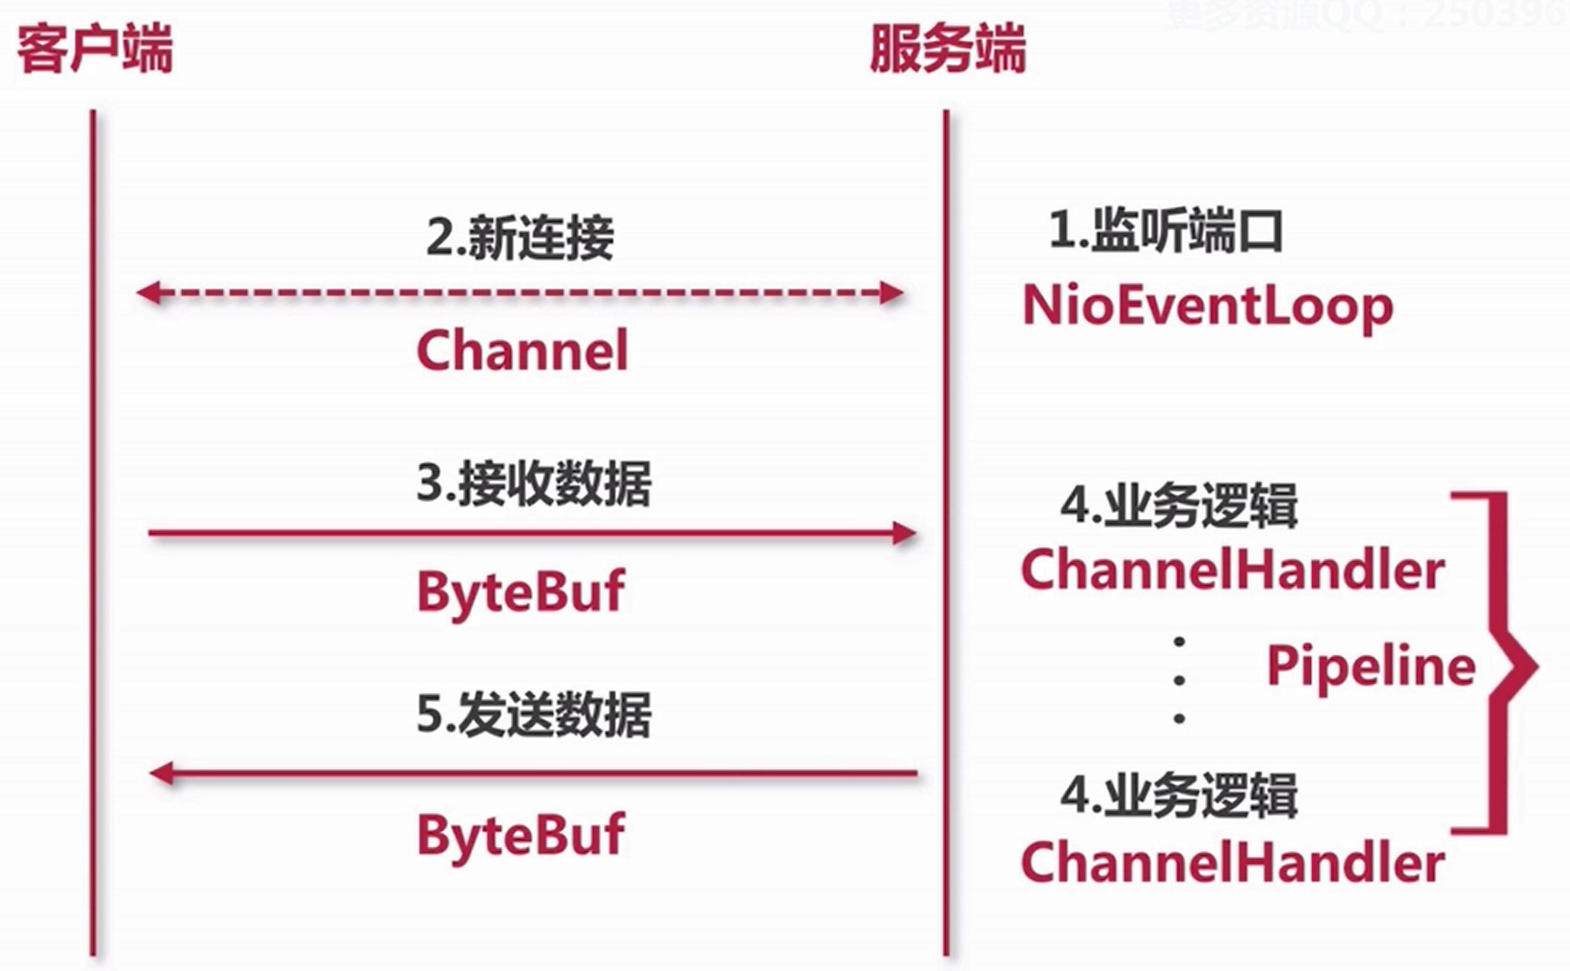 更多资源QQ：250396
客户端
服务端
2.新连接
Channel
1.监听端口
NioEventLoop
3.接收数据
ByteBuf
4.业务逻辑
ChannelHandler
Pipeline
5.发送数据
ByteBuf
4.业务逻辑
ChannelHandler